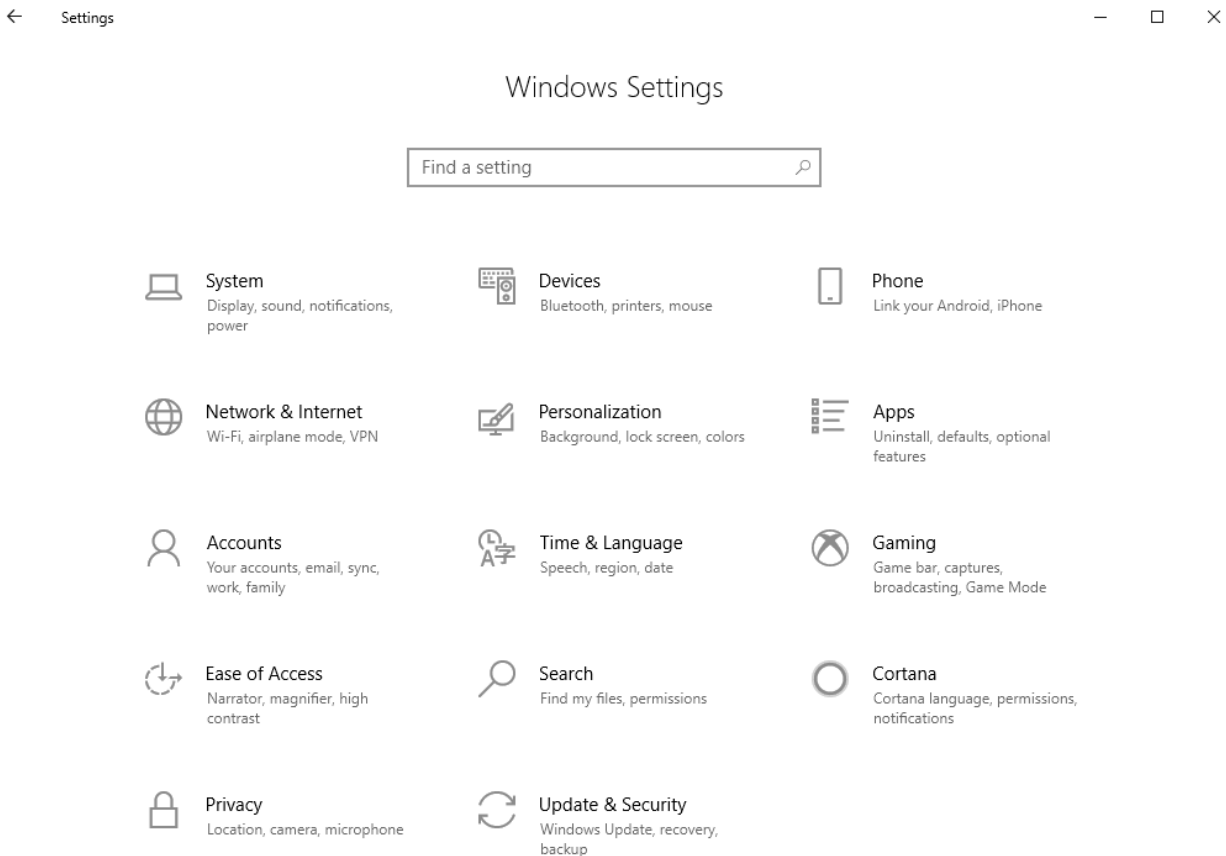 Settings
Windows Settings
Find a setting
System
Display, sound, notifications,
power
Devices
Bluetooth, printers, mouse
Phone
Link your Android, iPhone
Network & Internet
Wi-Fi, airplane mode, VPN
Personalization
Background, lock screen, colors
Apps
Uninstall, defaults, optional
features
Accounts
Your accounts, email, sync,
work, family
Time & Language
Speech, region, date
Gaming
Game bar, captures,
broadcasting, Game Mode
Ease of Access
Narrator, magnifier, high
contrast
Search
Find my files, permissions
Cortana
Cortana language, permissions,
notifications
Privacy
Location, camera, microphone
Update & Security
Windows Update, recovery,
backup